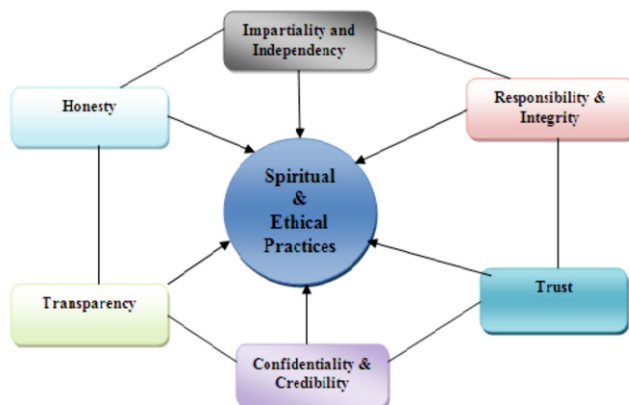 Impartiality and
Independency
Honesty
Responsibility &
Integrity
Spiritual
&
Ethical
Practices
Transparency
Trust
Confidentiality &
Credibility